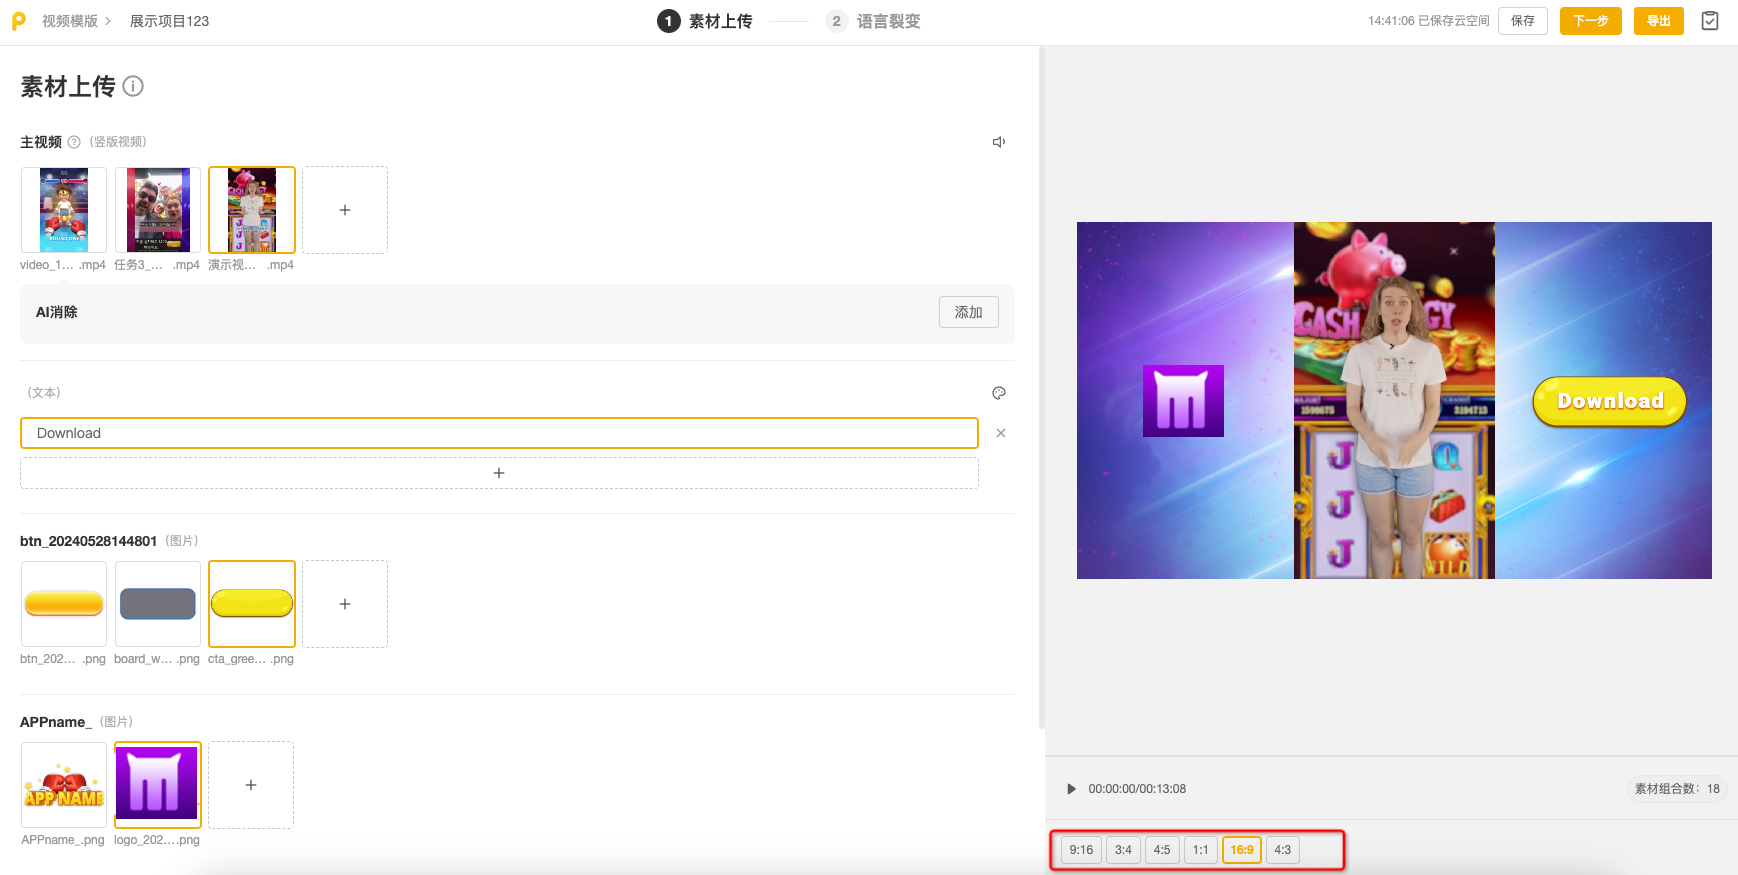 视频模版 > 展示项目123
1 素材上传
2 语言裂变
14:41:06 已保存云空间
保存
下一步
导出
素材上传
主视频 (竖版视频)
video_1... .mp4
任务3_... .mp4
演示视... .mp4
AI消除
添加
(文本)
Download
btn_20240528144801 (图片)
btn_202... .png
board_w... .png
cta_gree... .png
APPname_ (图片)
APP NAME
APPname_.png
logo_202....png
CASH
GY
1599675
3194713
J
Q
J
J
WILD
Download
00:00:00/00:13:08
素材组合数：18
9:16
3:4
4:5
1:1
16:9
4:3